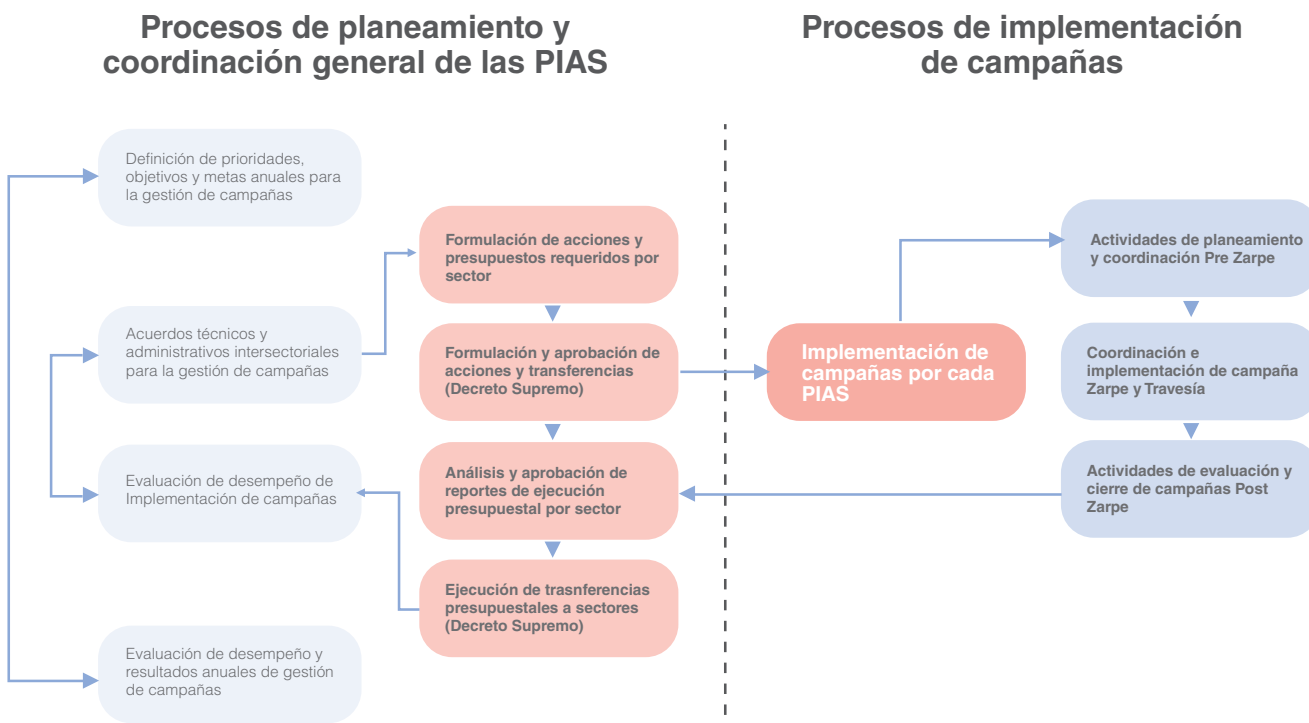 Procesos de planeamiento y
coordinación general de las PIAS
Procesos de implementación
de campañas
Definición de prioridades,
objetivos y metas anuales para
la gestión de campañas
Acuerdos técnicos y
administrativos intersectoriales
para la gestión de campañas
Evaluación de desempeño de
Implementación de campañas
Evaluación de desempeño y
resultados anuales de gestión
de campañas
Formulación de acciones y
presupuestos requeridos por
sector
Formulación y aprobación de
acciones y transferencias
(Decreto Supremo)
Análisis y aprobación de
reportes de ejecución
presupuestal por sector
Ejecución de trasnferencias
presupuestales a sectores
(Decreto Supremo)
Implementación de
campañas por cada
PIAS
Actividades de planeamiento
y coordinación Pre Zarpe
Coordinación e
implementación de campaña
Zarpe y Travesía
Actividades de evaluación y
cierre de campañas Post
Zarpe